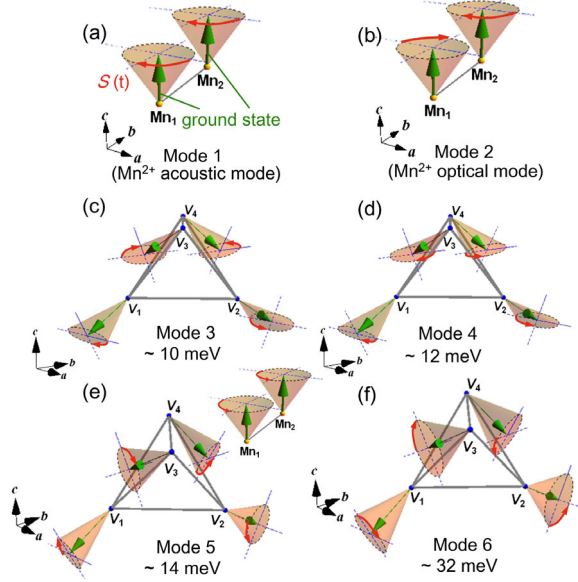 (a)
S(t)
Mn₁
Mn₂
ground state
c
b
a
Mode 1
(Mn²⁺ acoustic mode)
(b)
Mn₁
Mn₂
c
b
a
Mode 2
(Mn²⁺ optical mode)
(c)
V₄
V₃
V₁
V₂
c
b
a
Mode 3
~ 10 meV
(d)
V₄
V₃
V₁
V₂
c
b
a
Mode 4
~ 12 meV
(e)
V₄
V₃
V₁
V₂
Mn₁
Mn₂
c
b
a
Mode 5
~ 14 meV
(f)
V₄
V₃
V₁
V₂
c
b
a
Mode 6
~ 32 meV